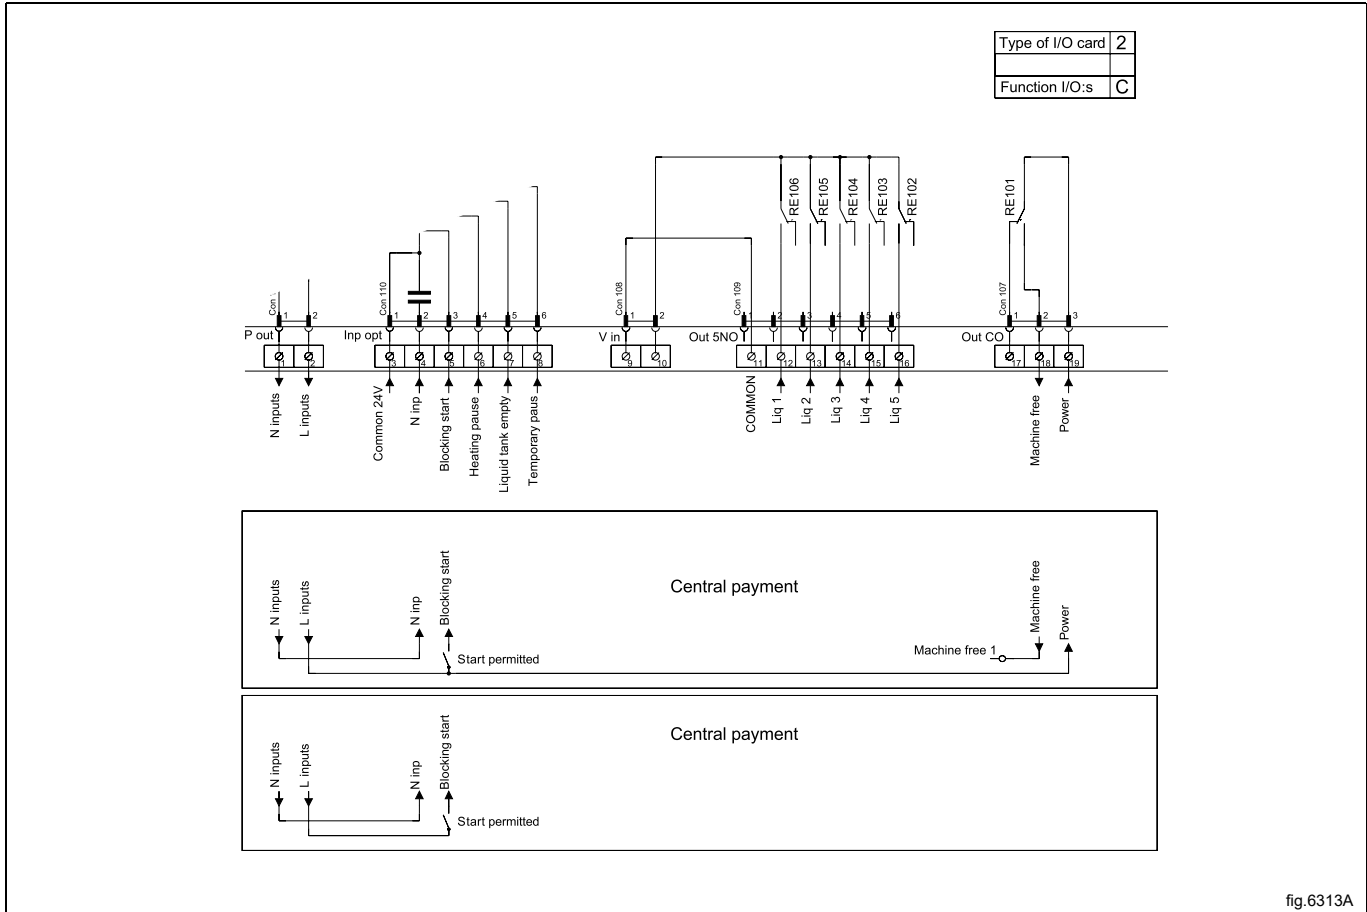 Type of I/O card 2
Function I/O:s C
RE106 RE105 RE104 RE103 RE102 RE101
Con Con 110 Con 108 Con 109 Con 107
1 2 1 2 3 4 5 6 1 2 1 2 3 4 5 6 1 2 3
P out Inp opt V in Out 5NO Out CO
1 2 3 4 5 6 7 8 9 10 11 12 13 14 15 16 17 18 19
N inputs
L inputs
Common 24V
N inp
Blocking start
Heating pause
Liquid tank empty
Temporary paus
COMMON
Liq 1
Liq 2
Liq 3
Liq 4
Liq 5
Machine free
Power
Central payment
N inputs
L inputs
N inp
Blocking start
Start permitted
Machine free 1
Machine free
Power
Central payment
N inputs
L inputs
N inp
Blocking start
Start permitted
fig.6313A